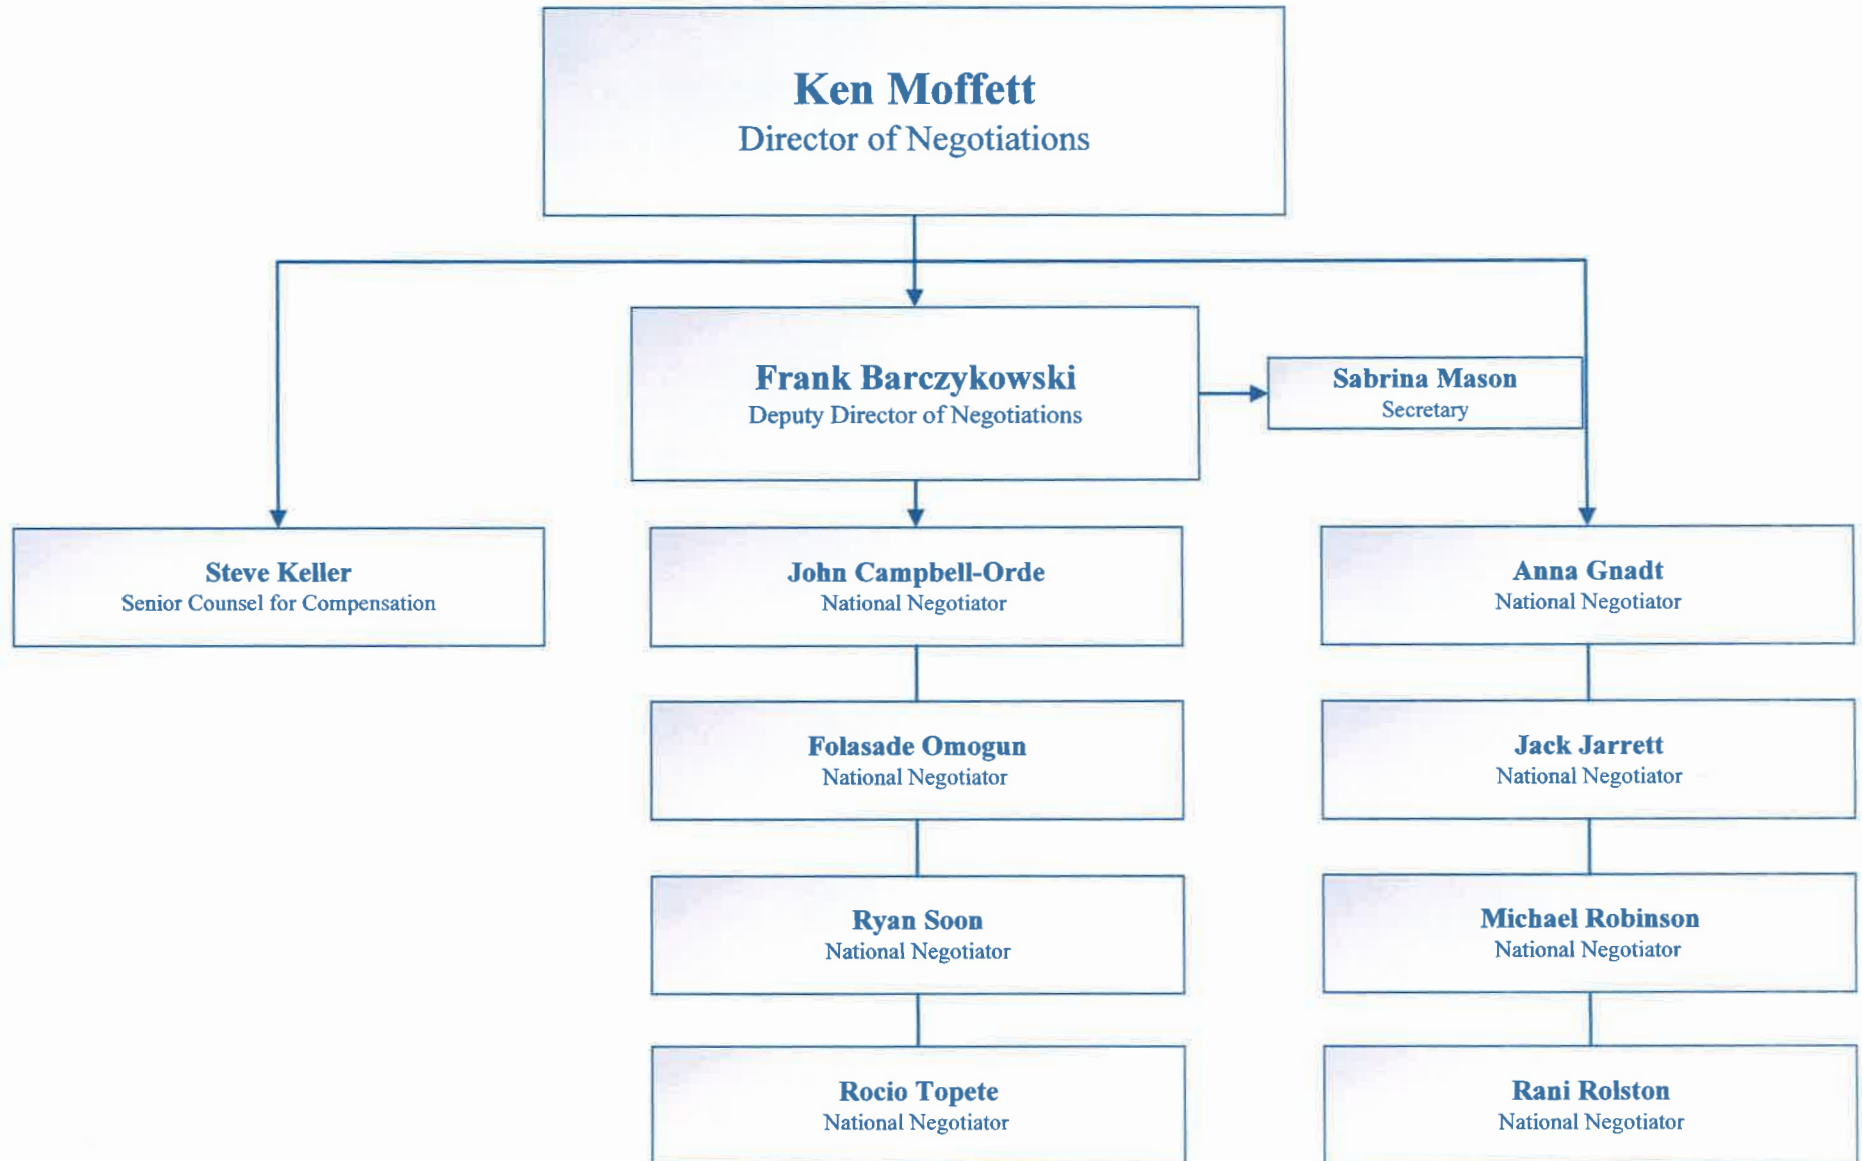 Ken Moffett
Director of Negotiations
Frank Barczykowski
Deputy Director of Negotiations
Sabrina Mason
Secretary
Steve Keller
Senior Counsel for Compensation
John Campbell-Orde
National Negotiator
Anna Gnadt
National Negotiator
Folasade Omogun
National Negotiator
Jack Jarrett
National Negotiator
Ryan Soon
National Negotiator
Michael Robinson
National Negotiator
Rocio Topete
National Negotiator
Rani Rolston
National Negotiator